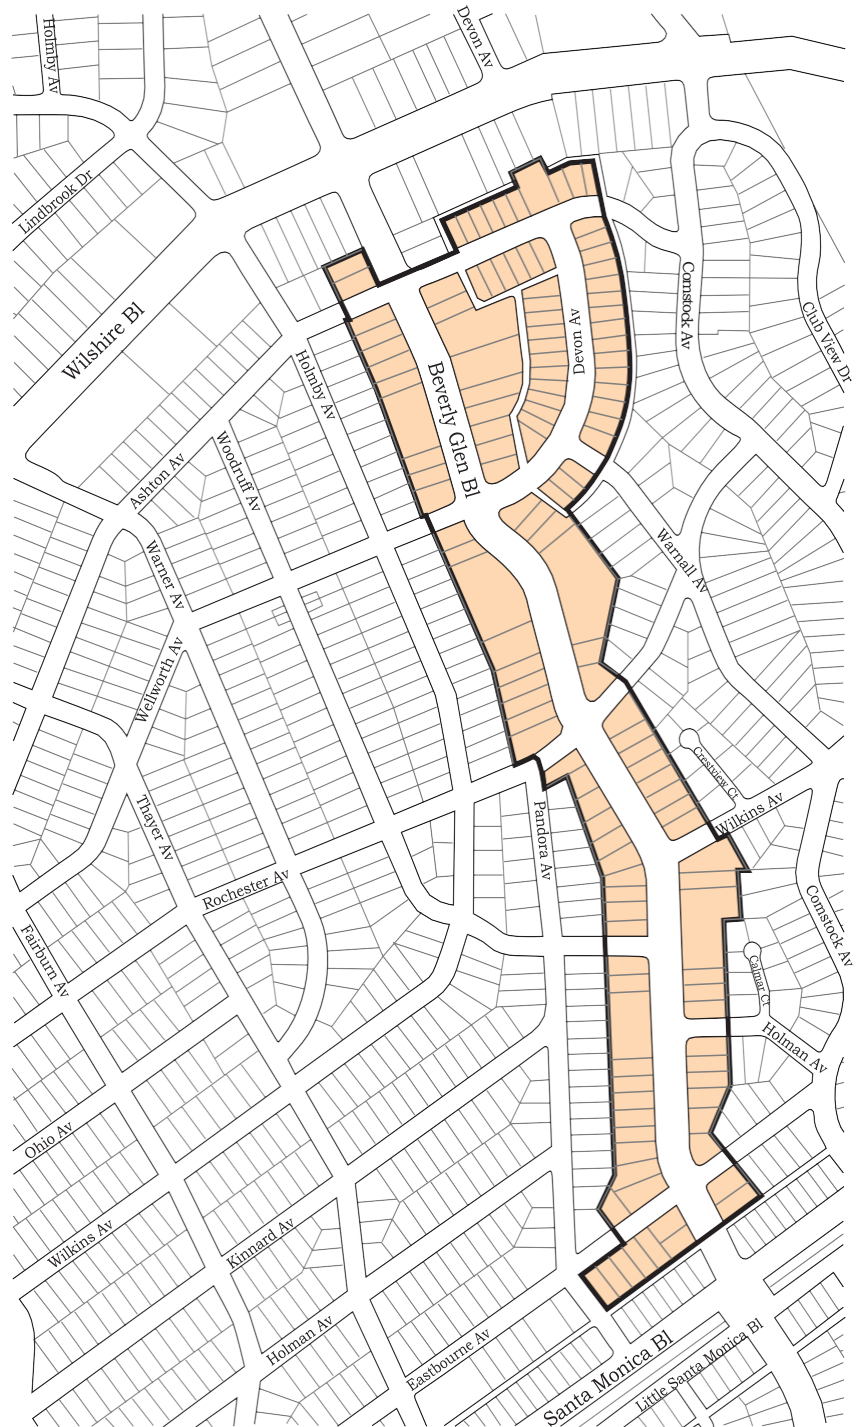 Holmby Av
Devon Av
Lindbrook Dr
Wilshire Bl
Comstock Av
Club View Dr
Devon Av
Holmby Av
Beverly Glen Bl
Ashton Av
Woodruff Av
Warner Av
Warnall Av
Wellworth Av
Crestview Ct
Wilkins Av
Thayer Av
Pandora Av
Rochester Av
Comstock Av
Fairburn Av
Calmar Ct
Holman Av
Ohio Av
Wilkins Av
Kinnard Av
Holman Av
Eastbourne Av
Santa Monica Bl
Little Santa Monica Bl